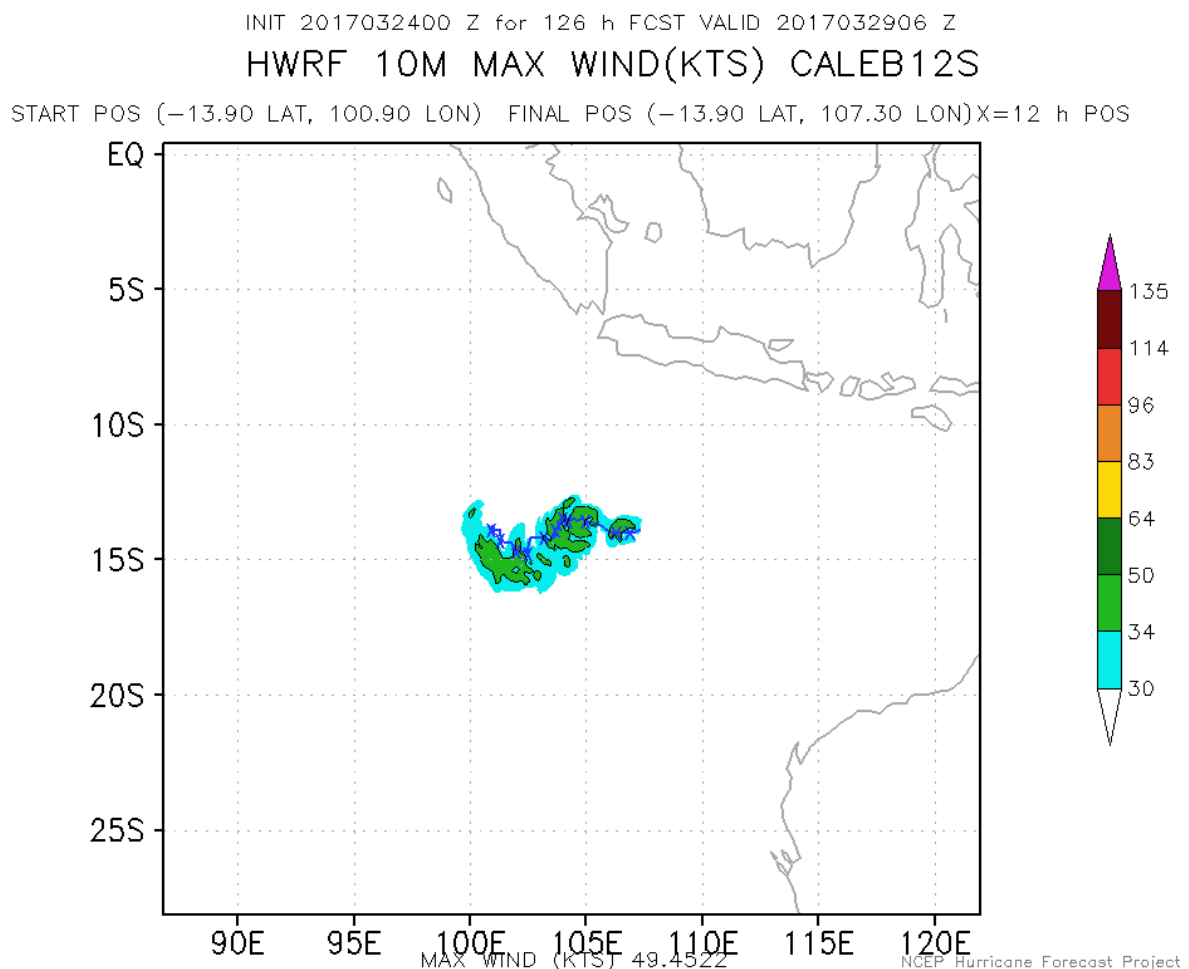 INIT 2017032400 Z for 126 h FCST VALID 2017032906 Z
HWRF 10M MAX WIND(KTS) CALEB12S
START POS (−13.90 LAT, 100.90 LON) FINAL POS (−13.90 LAT, 107.30 LON)X=12 h POS
EQ
5S
10S
15S
20S
25S
135
114
96
83
64
50
34
30
90E 95E 100E 105E 110E 115E 120E
MAX WIND (KTS) 49.4522
NCEP Hurricane Forecast Project